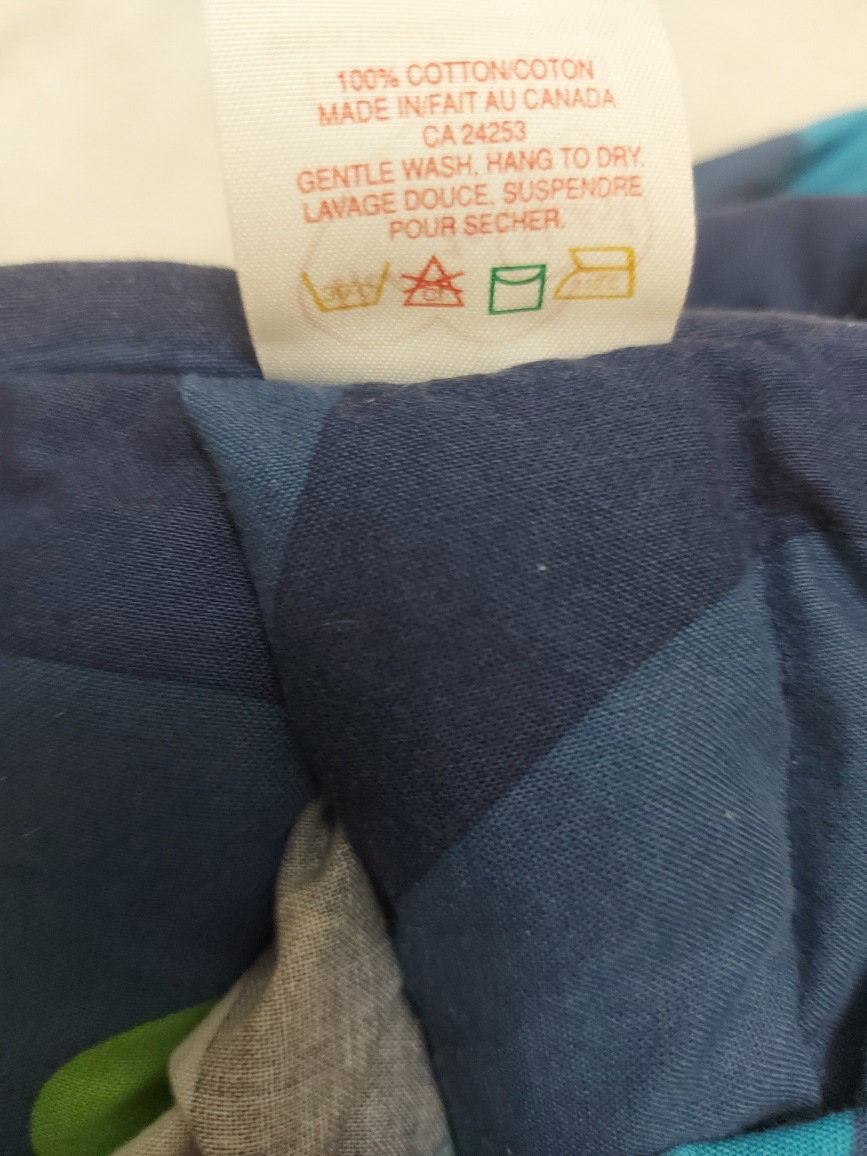 100% COTTON/COTON
MADE IN/FAIT AU CANADA
CA 24253
GENTLE WASH, HANG TO DRY.
LAVAGE DOUCE, SUSPENDRE
POUR SECHER.